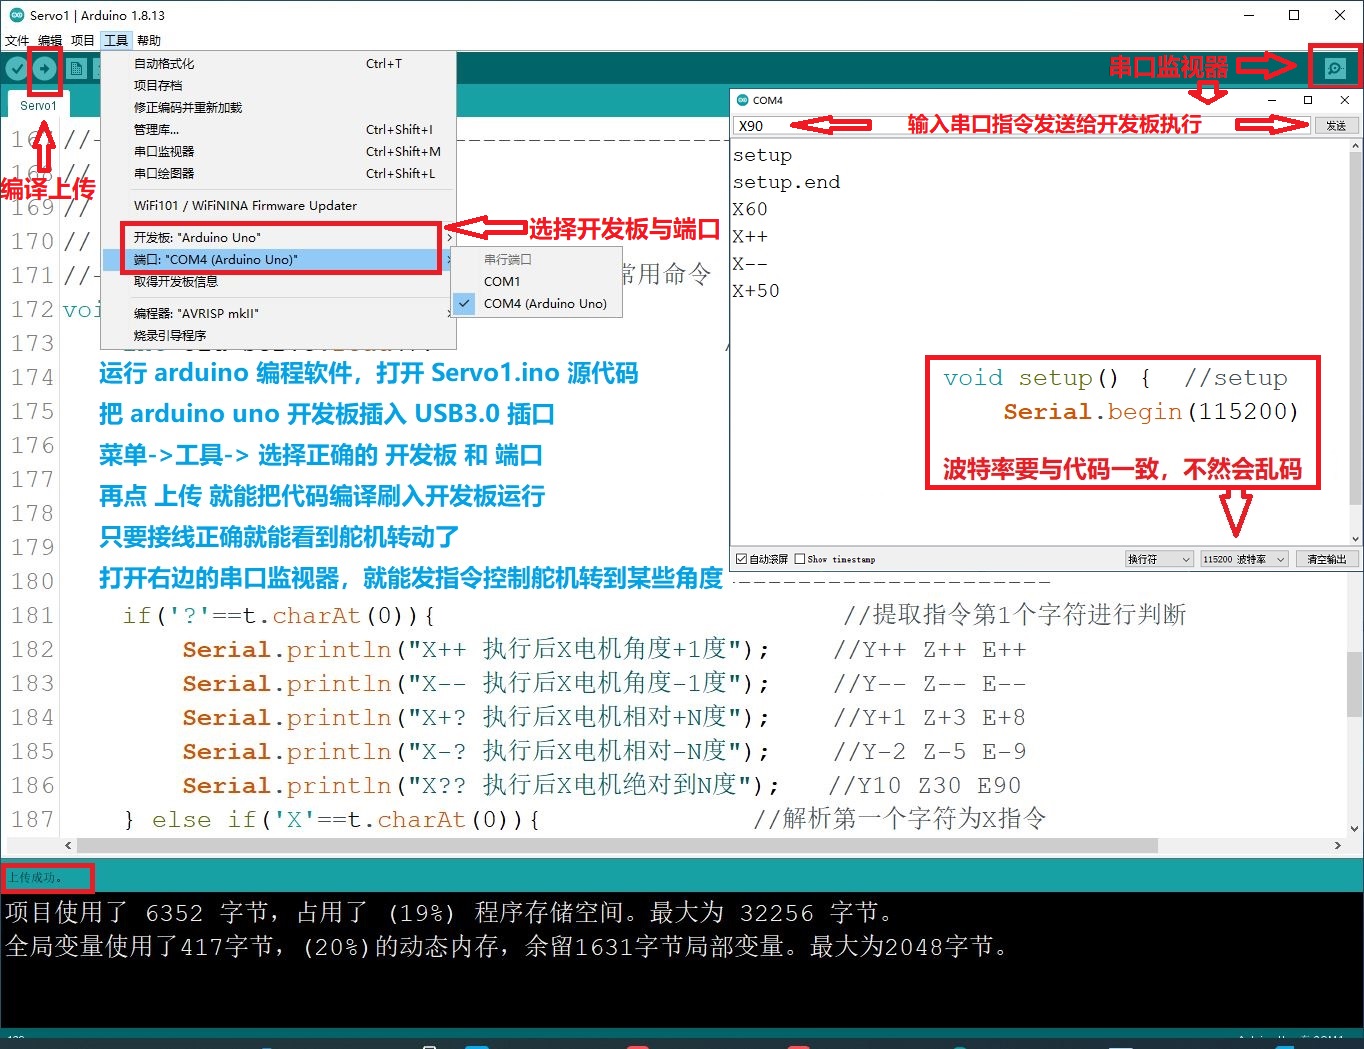 Servo1 | Arduino 1.8.13
文件 编辑 项目 工具 帮助
串口监视器
Servo1
编译上传
自动格式化 Ctrl+T
项目存档
修正编码并重新加载
管理库... Ctrl+Shift+I
串口监视器 Ctrl+Shift+M
串口绘图器 Ctrl+Shift+L
WiFi101 / WiFiNINA Firmware Updater
开发板: "Arduino Uno"
端口: "COM4 (Arduino Uno)"
取得开发板信息
编程器: "AVRISP mkII"
烧录引导程序
选择开发板与端口
串行端口
COM1
COM4 (Arduino Uno)
COM4
X90 输入串口指令发送给开发板执行 发送
setup
setup.end
X60
X++
X--
X+50
void setup() { //setup
Serial.begin(115200)
波特率要与代码一致，不然会乱码
自动滚屏 Show timestamp 换行符 115200 波特率 清空输出
168 //
169 //
170 //
171 //- 常用命令
172 voi
173
174
175
176
177
178
179
180
运行 arduino 编程软件，打开 Servo1.ino 源代码
把 arduino uno 开发板插入 USB3.0 插口
菜单->工具-> 选择正确的 开发板 和 端口
再点 上传 就能把代码编译刷入开发板运行
只要接线正确就能看到舵机转动了
打开右边的串口监视器，就能发指令控制舵机转到某些角度
181 if('?'==t.charAt(0)){ //提取指令第1个字符进行判断
182 Serial.println("X++ 执行后X电机角度+1度"); //Y++ Z++ E++
183 Serial.println("X-- 执行后X电机角度-1度"); //Y-- Z-- E--
184 Serial.println("X+? 执行后X电机相对+N度"); //Y+1 Z+3 E+8
185 Serial.println("X-? 执行后X电机相对-N度"); //Y-2 Z-5 E-9
186 Serial.println("X?? 执行后X电机绝对到N度"); //Y10 Z30 E90
187 } else if('X'==t.charAt(0)){ //解析第一个字符为X指令
上传成功。
项目使用了 6352 字节，占用了 (19%) 程序存储空间。最大为 32256 字节。
全局变量使用了417字节，(20%)的动态内存，余留1631字节局部变量。最大为2048字节。